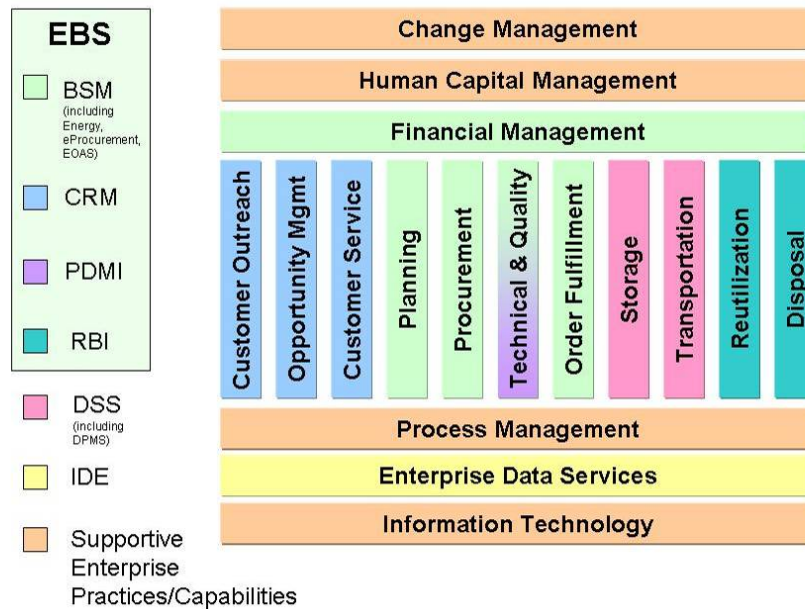 EBS
BSM
(including
Energy,
eProcurement,
EOAS)
CRM
PDMI
RBI
DSS
(including
DPMS)
IDE
Supportive
Enterprise
Practices/Capabilities
Change Management
Human Capital Management
Financial Management
Customer Outreach
Opportunity Mgmt
Customer Service
Planning
Procurement
Technical & Quality
Order Fulfillment
Storage
Transportation
Reutilization
Disposal
Process Management
Enterprise Data Services
Information Technology